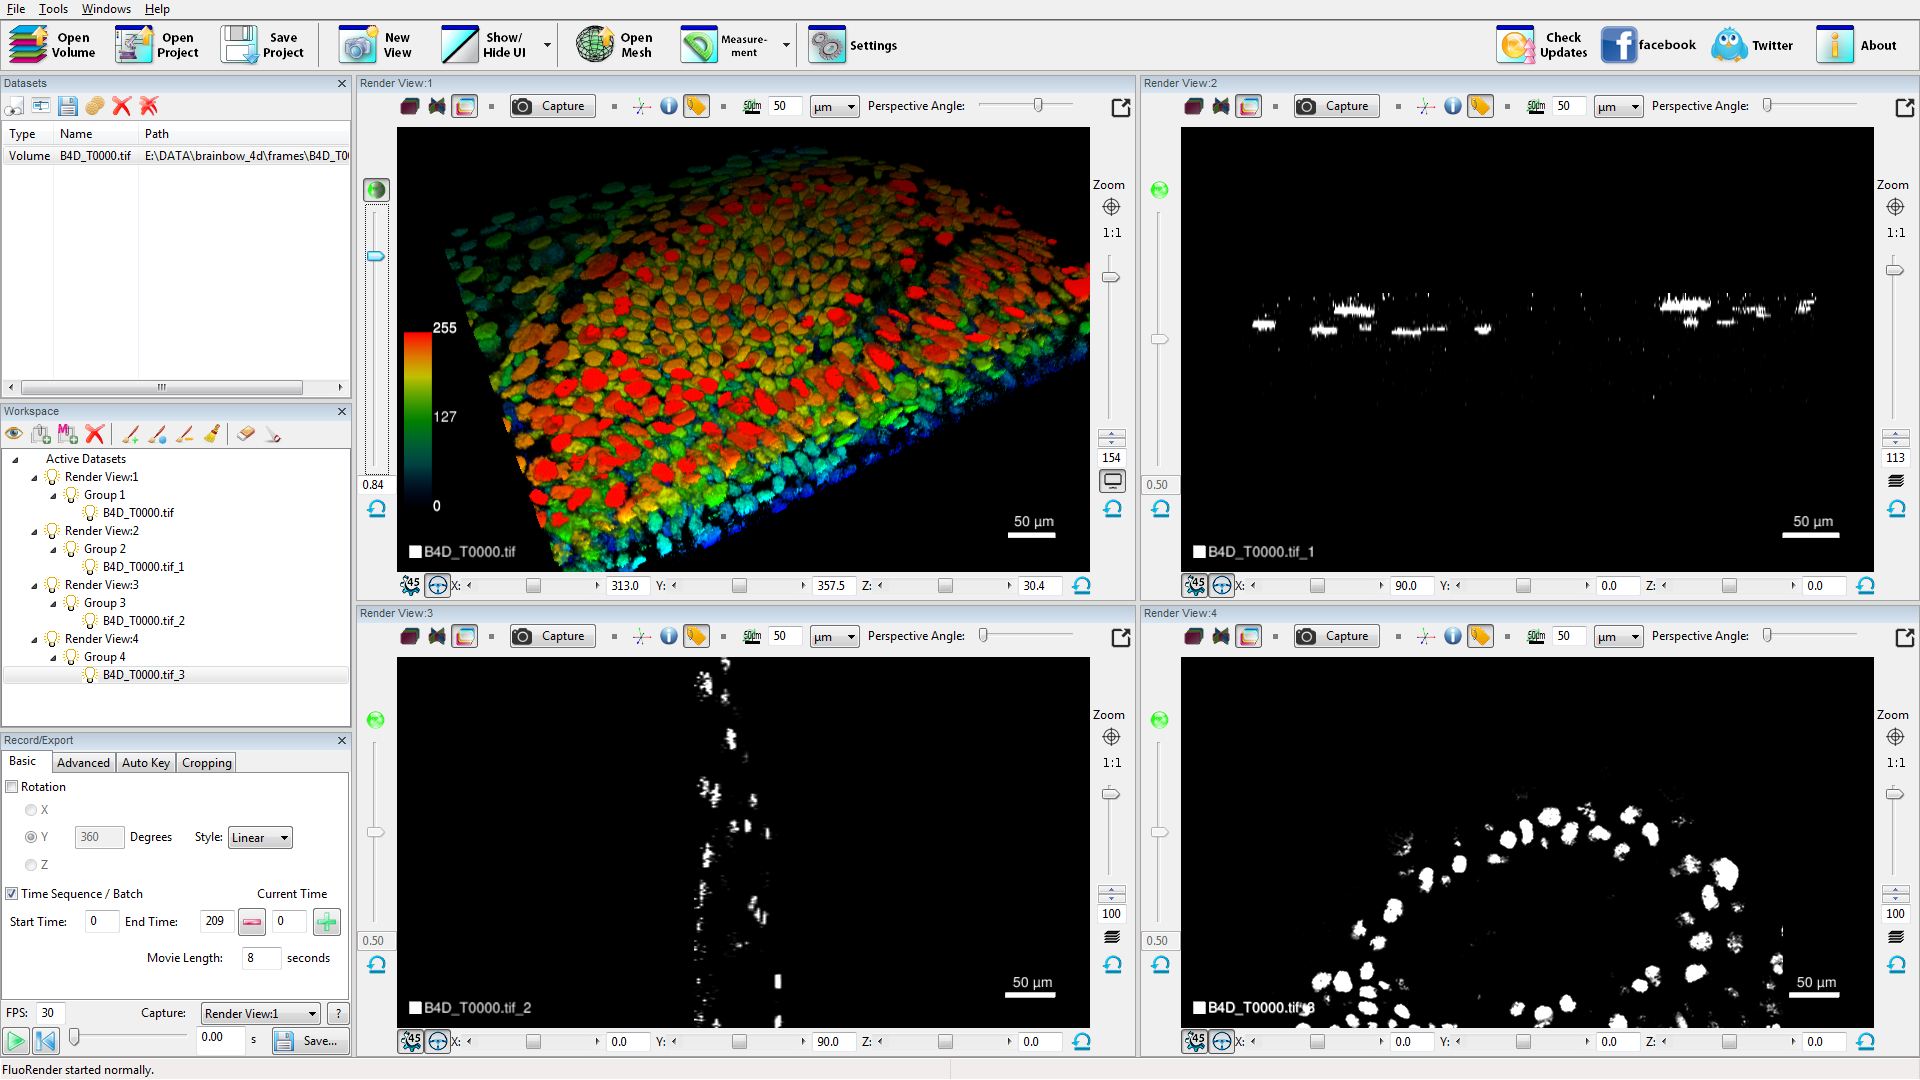 File Tools Windows Help
Open Volume
Open Project
Save Project
New View
Show/ Hide UI
Open Mesh
Measure-ment
Settings
Check Updates
facebook
Twitter
About
Datasets
Type Name Path
Volume B4D_T0000.tif E:\DATA\brainbow_4d\frames\B4D_T0
Workspace
Active Datasets
Render View:1
Group 1
B4D_T0000.tif
Render View:2
Group 2
B4D_T0000.tif_1
Render View:3
Group 3
B4D_T0000.tif_2
Render View:4
Group 4
B4D_T0000.tif_3
Record/Export
Basic Advanced Auto Key Cropping
Rotation
X
Y 360 Degrees Style: Linear
Z
Time Sequence / Batch Current Time
Start Time: 0 End Time: 209 0
Movie Length: 8 seconds
FPS: 30 Capture: Render View:1 ?
0.00 s Save...
Render View:1
Capture 50 µm Perspective Angle:
Zoom
1:1
255
127
0
0.84
154
50 µm
B4D_T0000.tif
45 X: 313.0 Y: 357.5 Z: 30.4
Render View:2
Capture 50 µm Perspective Angle:
Zoom
1:1
0.50
113
50 µm
B4D_T0000.tif_1
45 X: 90.0 Y: 0.0 Z: 0.0
Render View:3
Capture 50 µm Perspective Angle:
Zoom
1:1
100
0.50
50 µm
B4D_T0000.tif_2
45 X: 0.0 Y: 90.0 Z: 0.0
Render View:4
Capture 50 µm Perspective Angle:
Zoom
1:1
100
0.50
50 µm
B4D_T0000.tif_3
45 X: 0.0 Y: 0.0 Z: 0.0
FluoRender started normally.